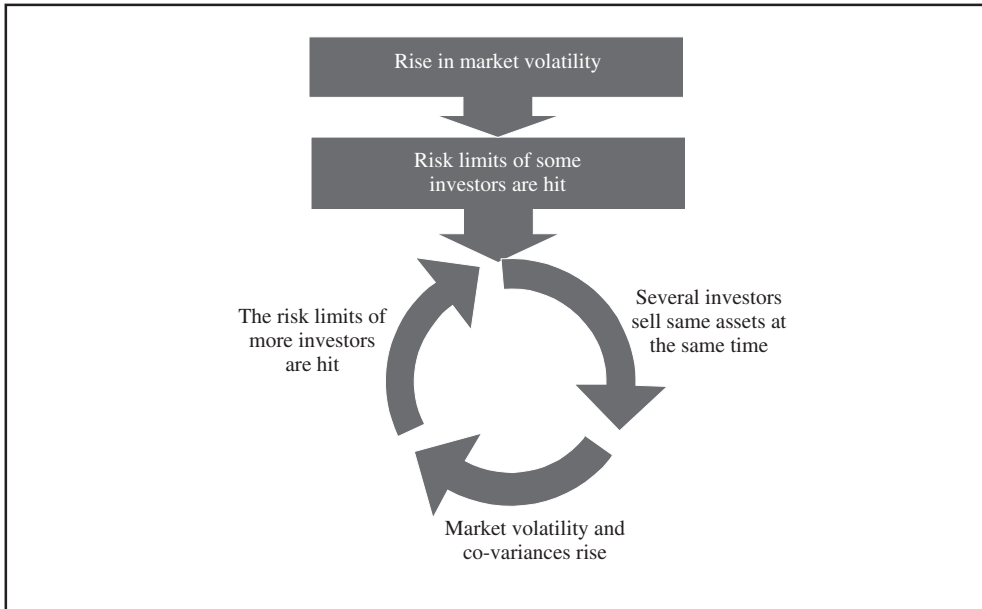 Rise in market volatility
Risk limits of some
investors are hit
Several investors
sell same assets at
the same time
Market volatility and
co-variances rise
The risk limits of
more investors
are hit